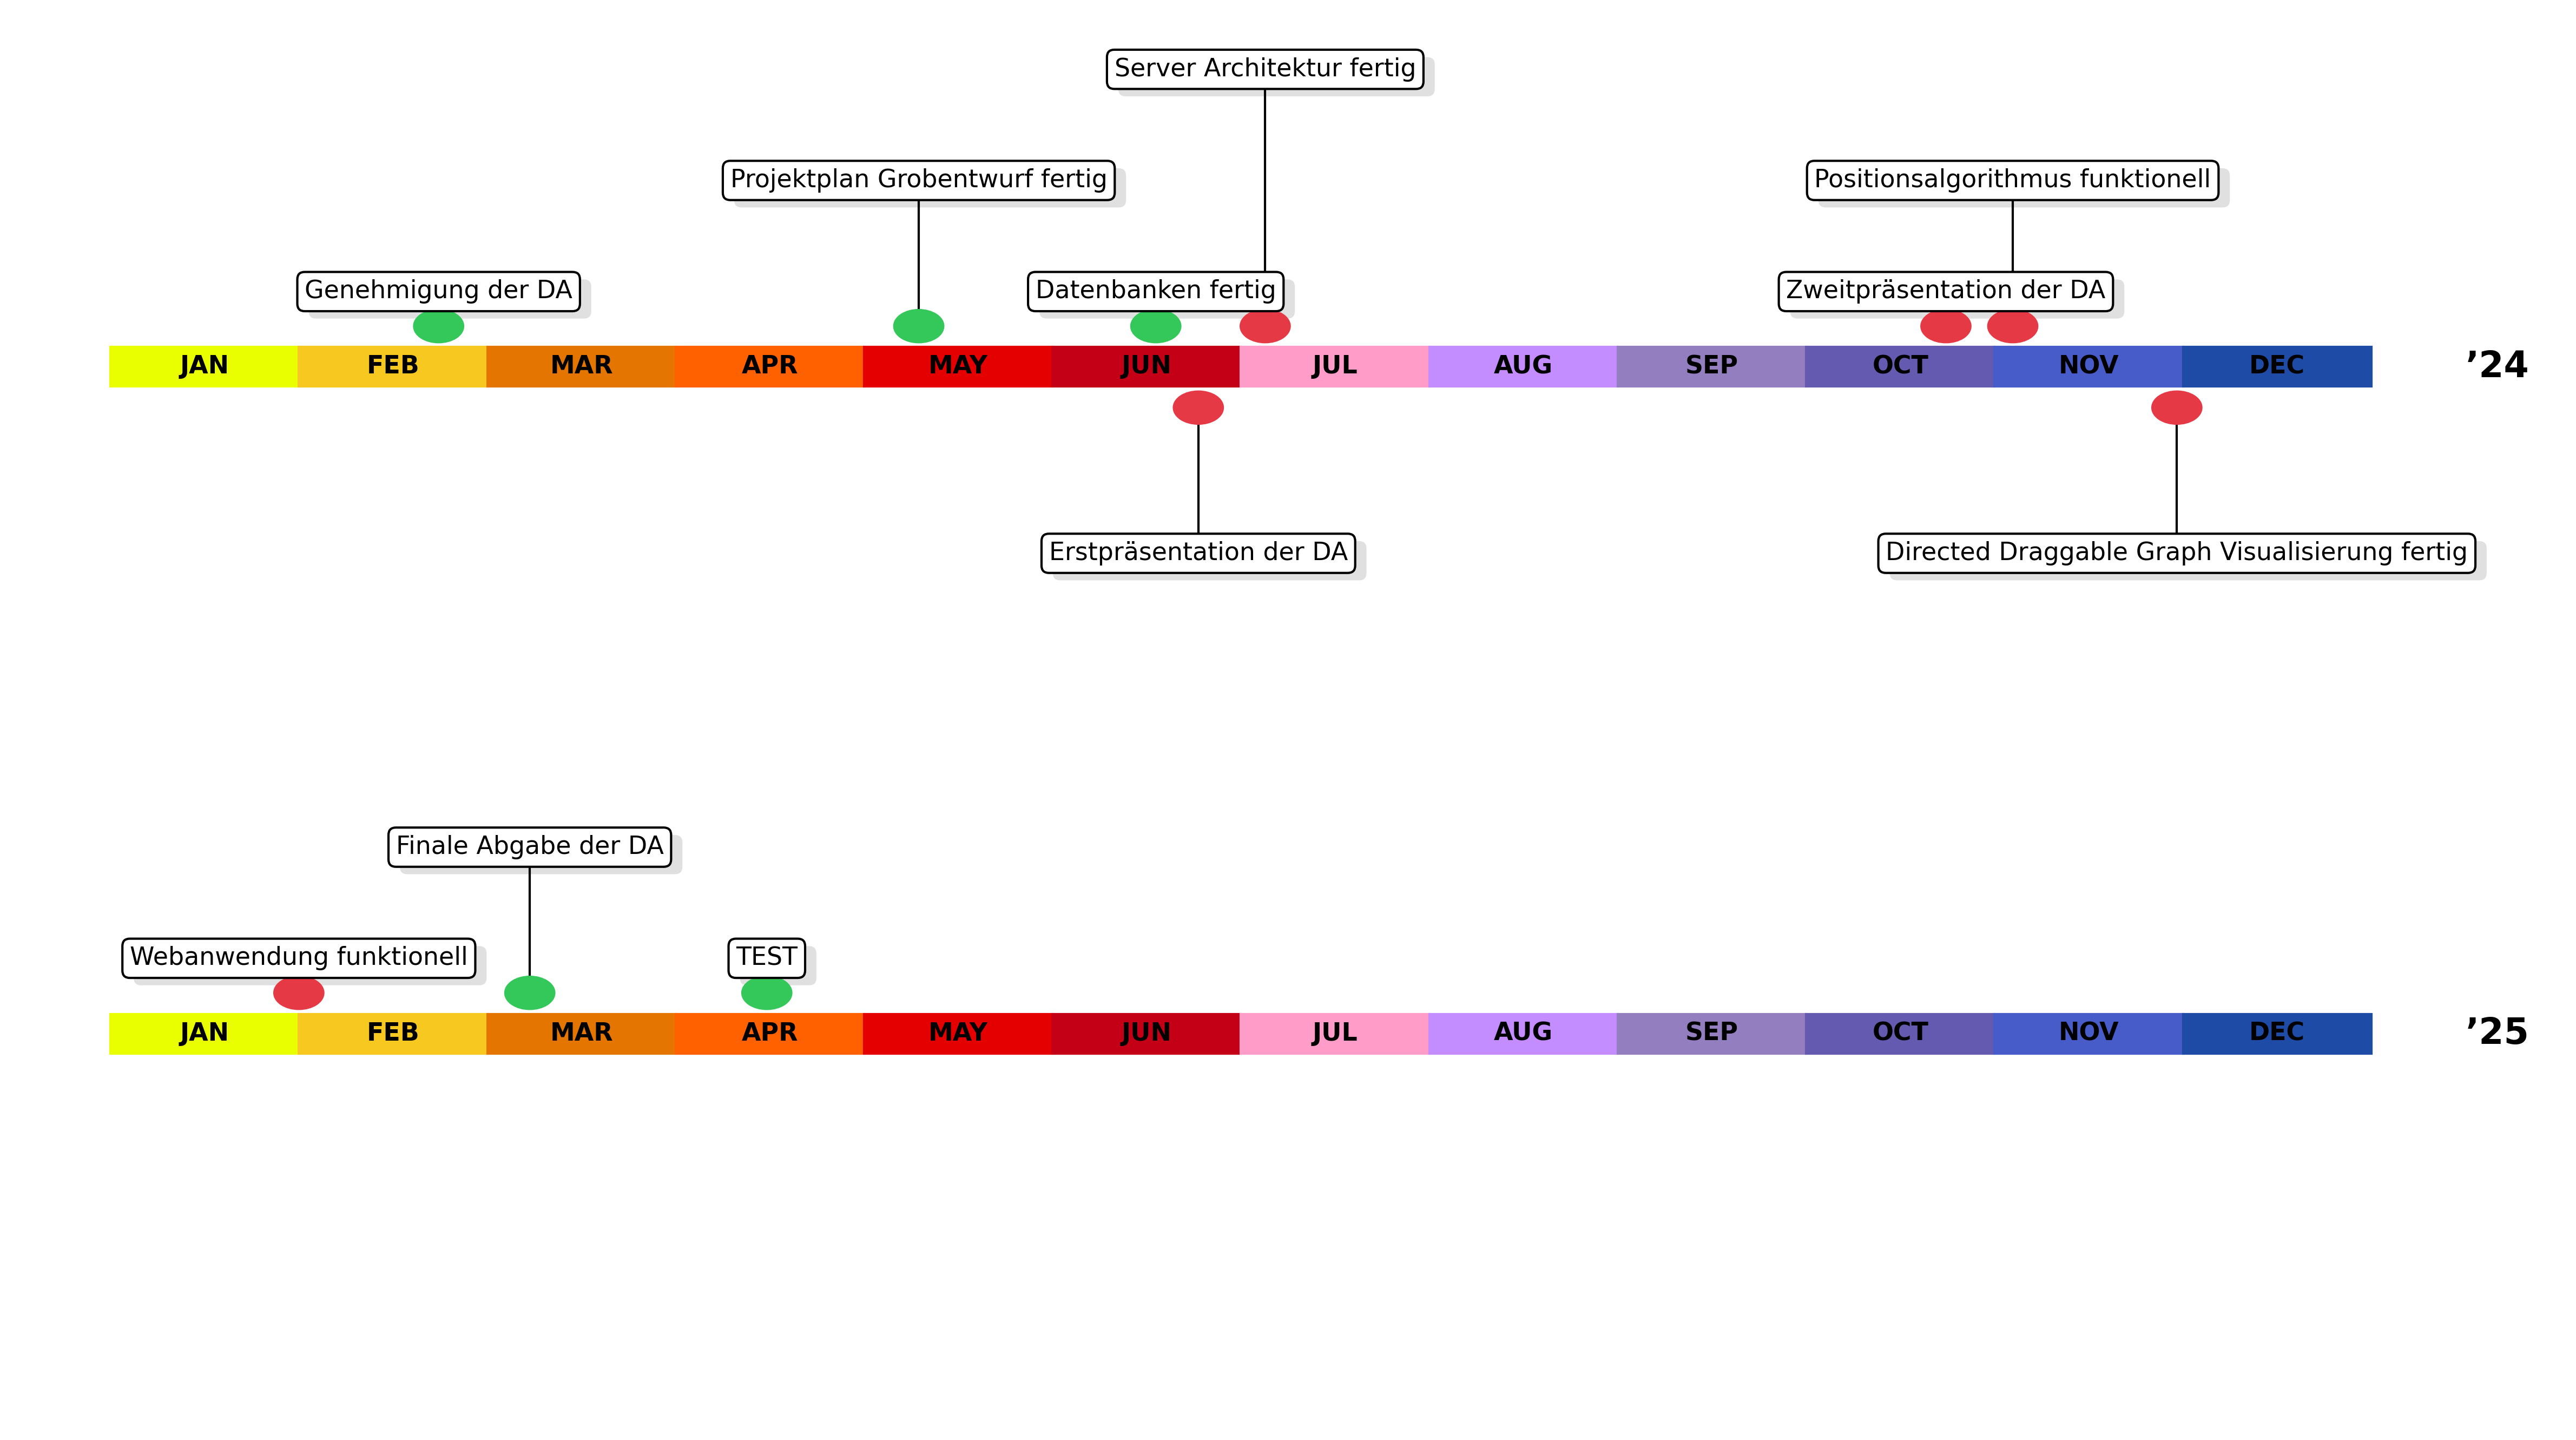 Server Architektur fertig
Projektplan Grobentwurf fertig
Positionsalgorithmus funktionell
Genehmigung der DA
Datenbanken fertig
Zweitpräsentation der DA
JAN FEB MAR APR MAY JUN JUL AUG SEP OCT NOV DEC ’24
Erstpräsentation der DA
Directed Draggable Graph Visualisierung fertig
Finale Abgabe der DA
Webanwendung funktionell
TEST
JAN FEB MAR APR MAY JUN JUL AUG SEP OCT NOV DEC ’25